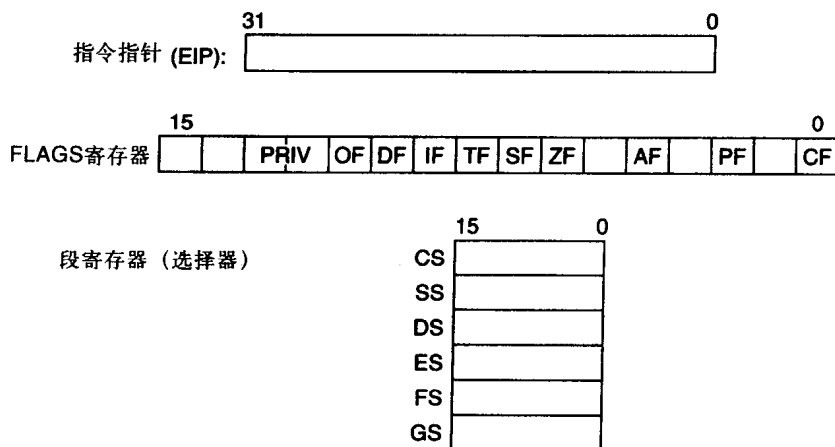 31 0
指令指针 (EIP):
15 0
FLAGS寄存器 PRIV OF DF IF TF SF ZF AF PF CF
15 0
段寄存器（选择器） CS
SS
DS
ES
FS
GS